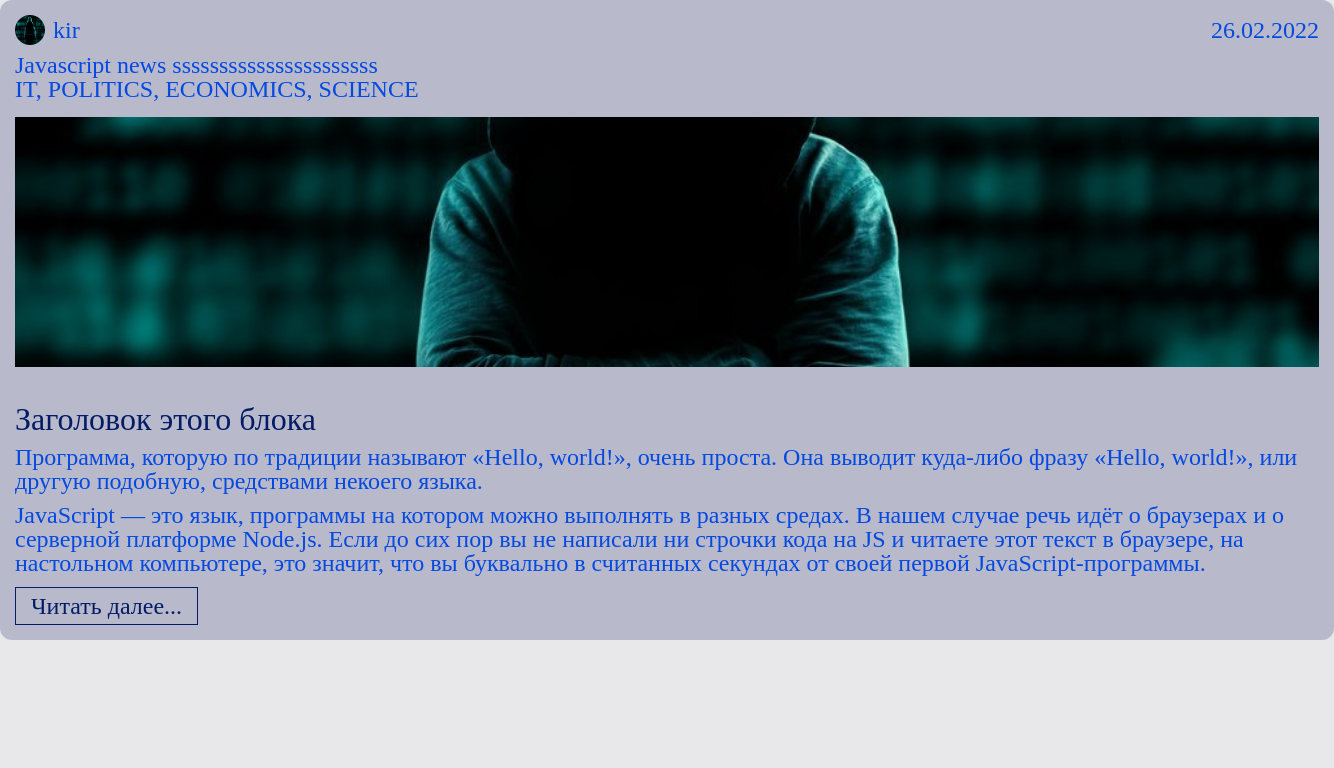 kir
26.02.2022
Javascript news ssssssssssssssssssssss
IT, POLITICS, ECONOMICS, SCIENCE
Заголовок этого блока
Программа, которую по традиции называют «Hello, world!», очень проста. Она выводит куда-либо фразу «Hello, world!», или
другую подобную, средствами некоего языка.
JavaScript — это язык, программы на котором можно выполнять в разных средах. В нашем случае речь идёт о браузерах и о
серверной платформе Node.js. Если до сих пор вы не написали ни строчки кода на JS и читаете этот текст в браузере, на
настольном компьютере, это значит, что вы буквально в считанных секундах от своей первой JavaScript-программы.
Читать далее...